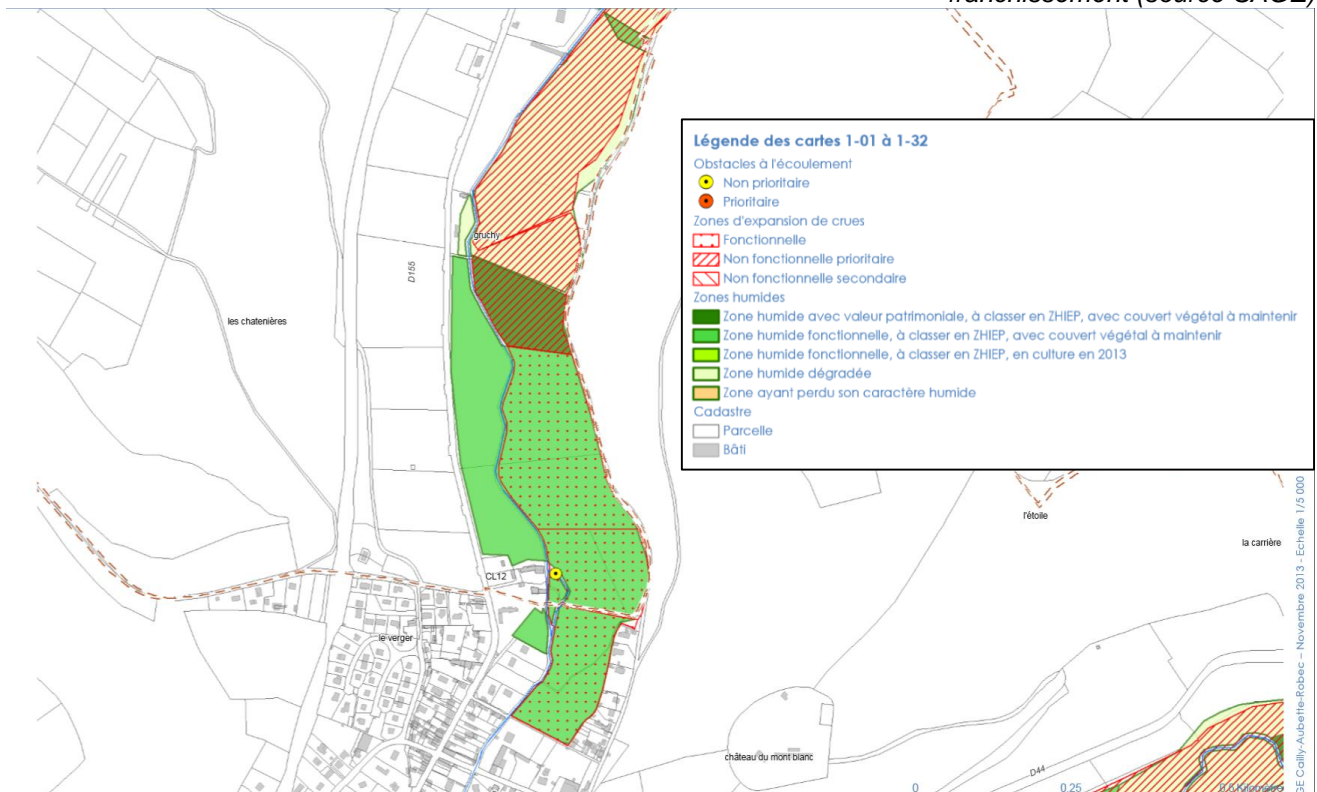 franchissement (source SAGE)
Légende des cartes 1-01 à 1-32
Obstacles à l'écoulement
Non prioritaire
Prioritaire
Zones d'expansion de crues
Fonctionnelle
Non fonctionnelle prioritaire
Non fonctionnelle secondaire
Zones humides
Zone humide avec valeur patrimoniale, à classer en ZHIEP, avec couvert végétal à maintenir
Zone humide fonctionnelle, à classer en ZHIEP, avec couvert végétal à maintenir
Zone humide fonctionnelle, à classer en ZHIEP, en culture en 2013
Zone humide dégradée
Zone ayant perdu son caractère humide
Cadastre
Parcelle
Bâti
gruchy
D155
les chatenières
l'étoile
la carrière
CL12
le verger
château du mont blanc
D44
0
0.25
0.5 Kilomètre
GE Cailly-Aubette-Robec – Novembre 2013 - Echelle 1/5 000